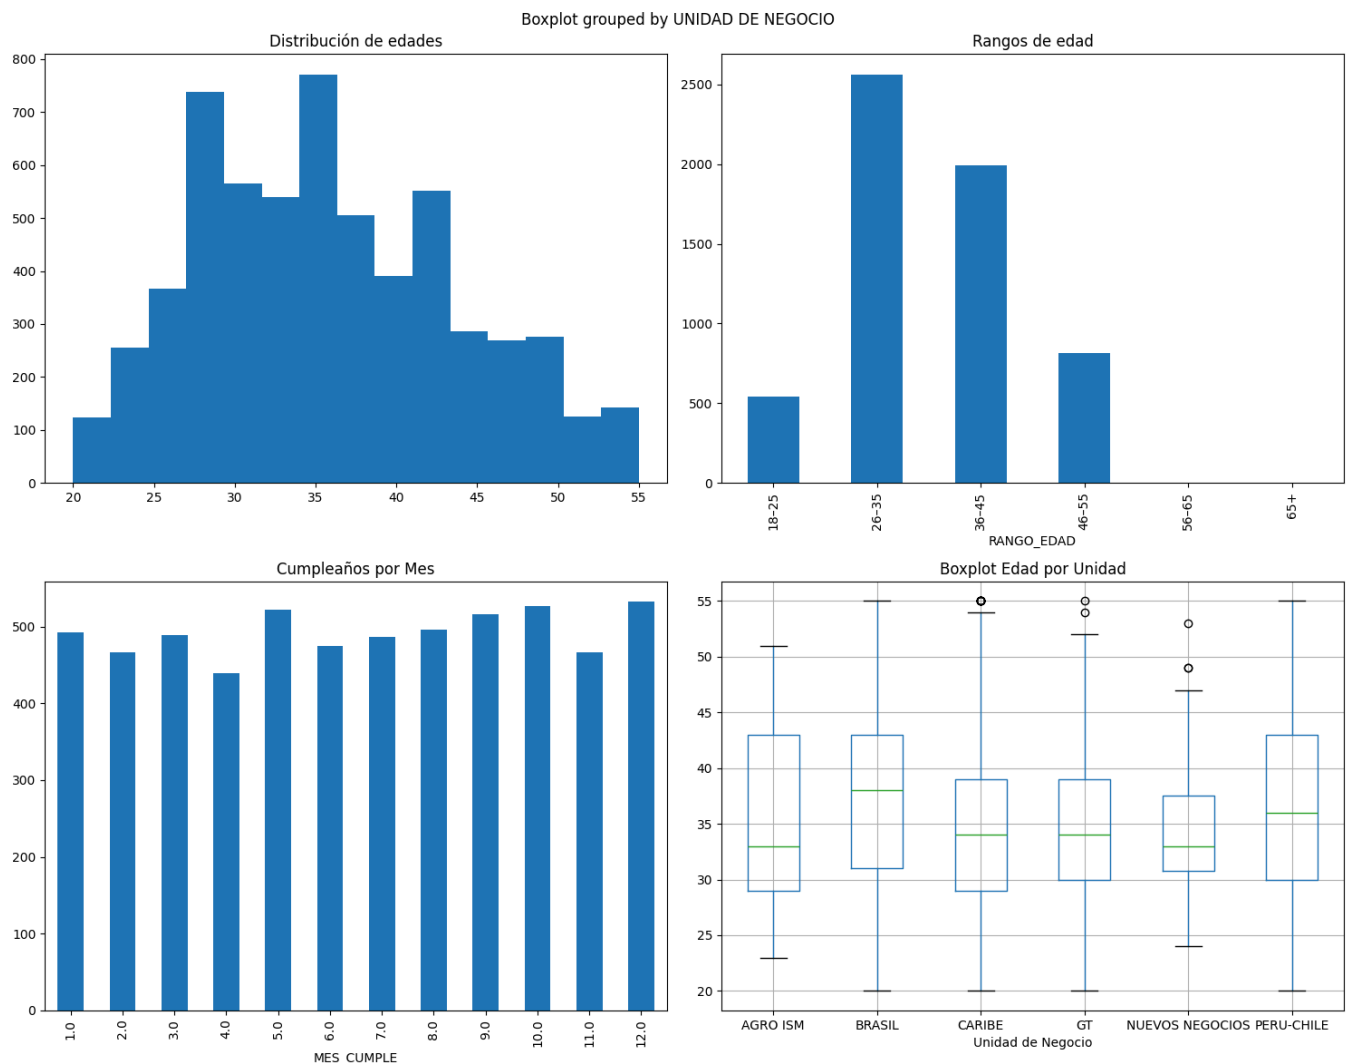 Boxplot grouped by UNIDAD DE NEGOCIO
Distribución de edades
800
700
600
500
400
300
200
100
0
20 25 30 35 40 45 50 55
Rangos de edad
2500
2000
1500
1000
500
0
18–25 26–35 36–45 46–55 56–65 65+
RANGO_EDAD
Cumpleaños por Mes
500
400
300
200
100
0
1.0 2.0 3.0 4.0 5.0 6.0 7.0 8.0 9.0 10.0 11.0 12.0
MES_CUMPLE
Boxplot Edad por Unidad
55
50
45
40
35
30
25
20
AGRO ISM BRASIL CARIBE GT NUEVOS NEGOCIOS PERU-CHILE
Unidad de Negocio